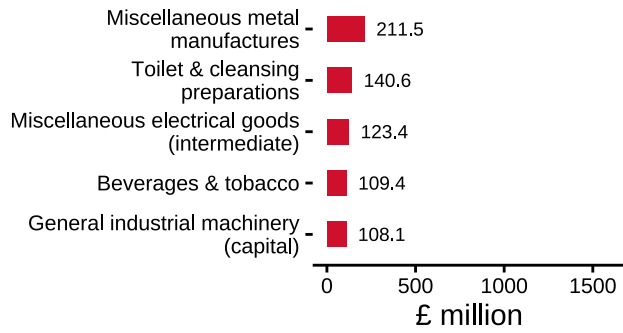 Miscellaneous metal
manufactures
211.5
Toilet & cleansing
preparations
140.6
Miscellaneous electrical goods
(intermediate)
123.4
Beverages & tobacco
109.4
General industrial machinery
(capital)
108.1
0 500 1000 1500
£ million